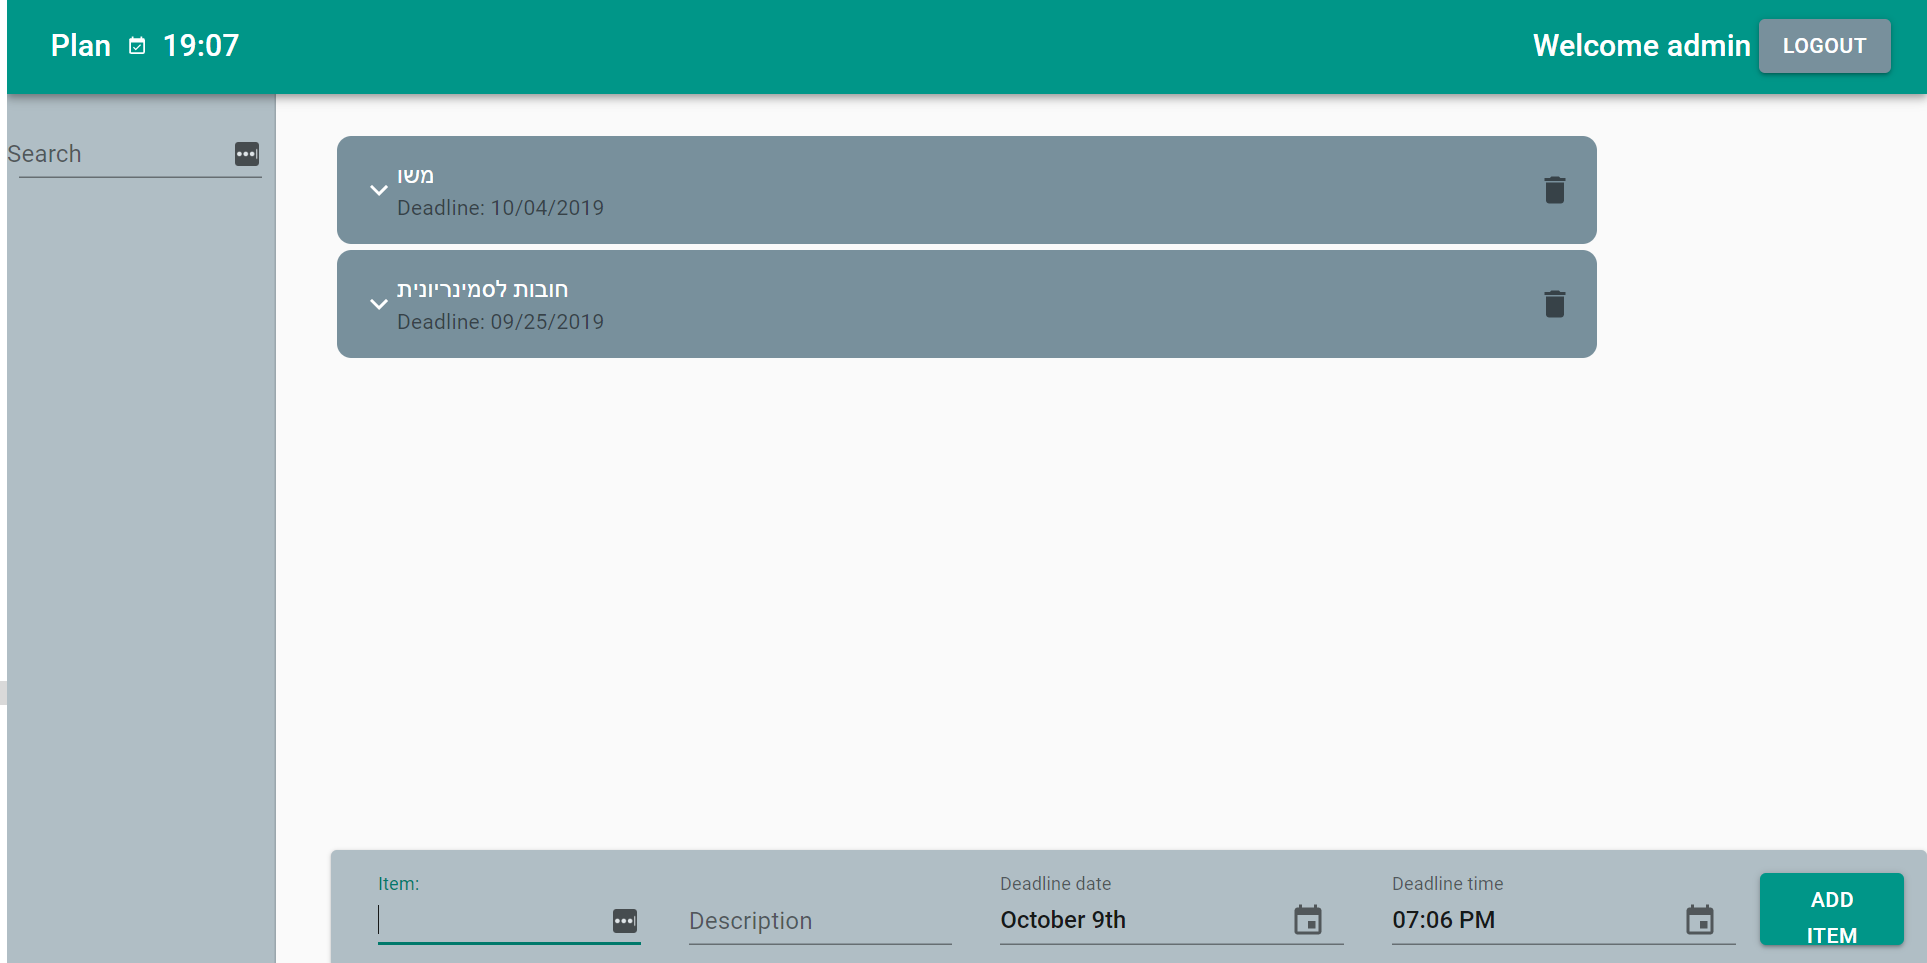 Plan 19:07
Welcome admin LOGOUT
Search
משו
Deadline: 10/04/2019
חובות לסמינריונית
Deadline: 09/25/2019
Item:
Description
Deadline date
October 9th
Deadline time
07:06 PM
ADD
ITEM